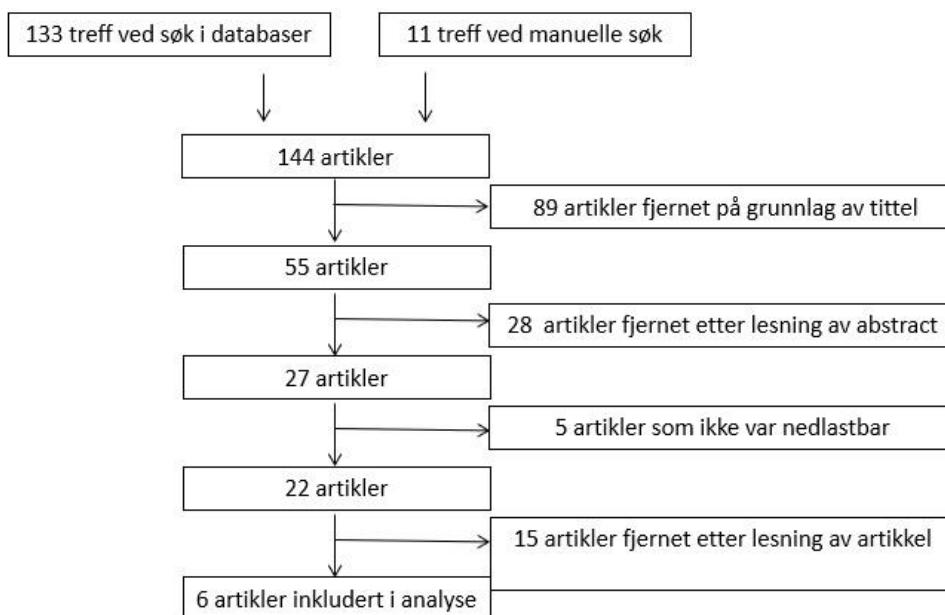 133 treff ved søk i databaser
11 treff ved manuelle søk
144 artikler
89 artikler fjernet på grunnlag av tittel
55 artikler
28 artikler fjernet etter lesning av abstract
27 artikler
5 artikler som ikke var nedlastbar
22 artikler
15 artikler fjernet etter lesning av artikkel
6 artikler inkludert i analyse